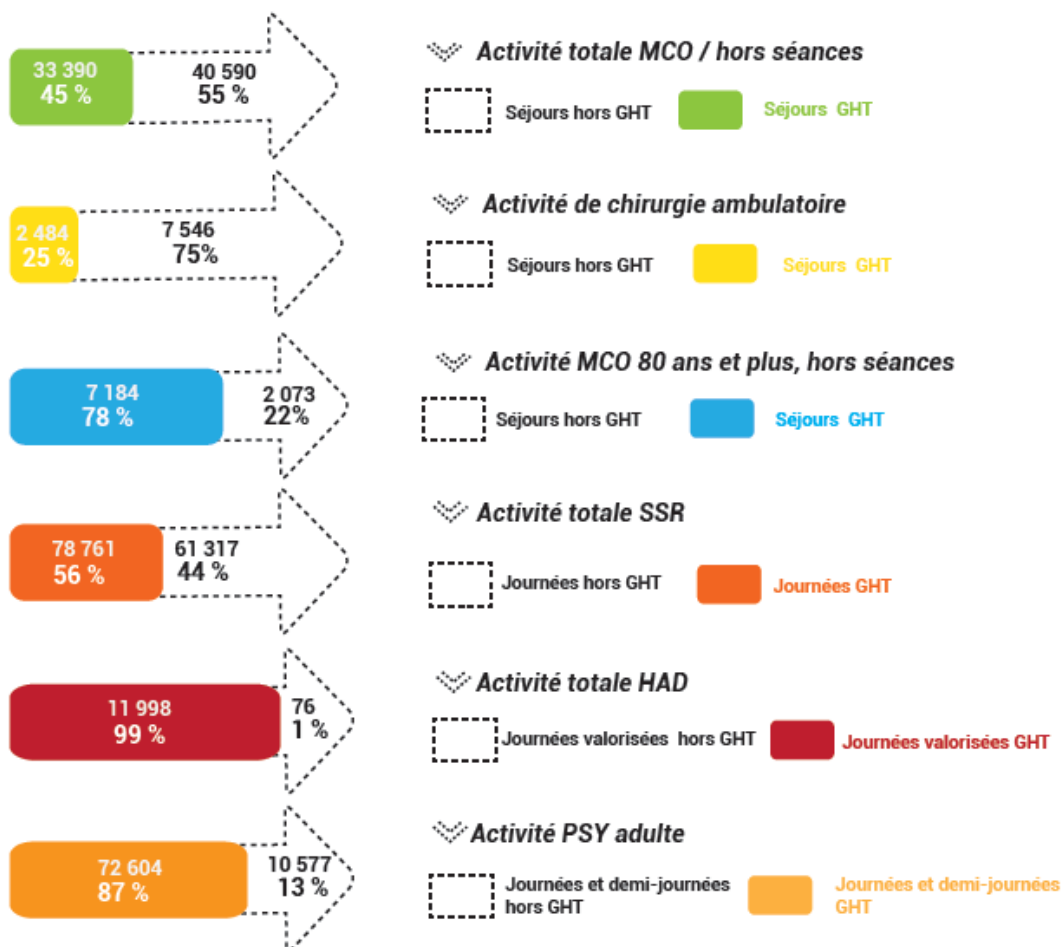 33 390
45 %
40 590
55 %
Activité totale MCO / hors séances
Séjours hors GHT
Séjours GHT
2 484
25 %
7 546
75%
Activité de chirurgie ambulatoire
Séjours hors GHT
Séjours GHT
7 184
78 %
2 073
22%
Activité MCO 80 ans et plus, hors séances
Séjours hors GHT
Séjours GHT
78 761
56 %
61 317
44 %
Activité totale SSR
Journées hors GHT
Journées GHT
11 998
99 %
76
1 %
Activité totale HAD
Journées valorisées hors GHT
Journées valorisées GHT
72 604
87 %
10 577
13 %
Activité PSY adulte
Journées et demi-journées
hors GHT
Journées et demi-journées
GHT